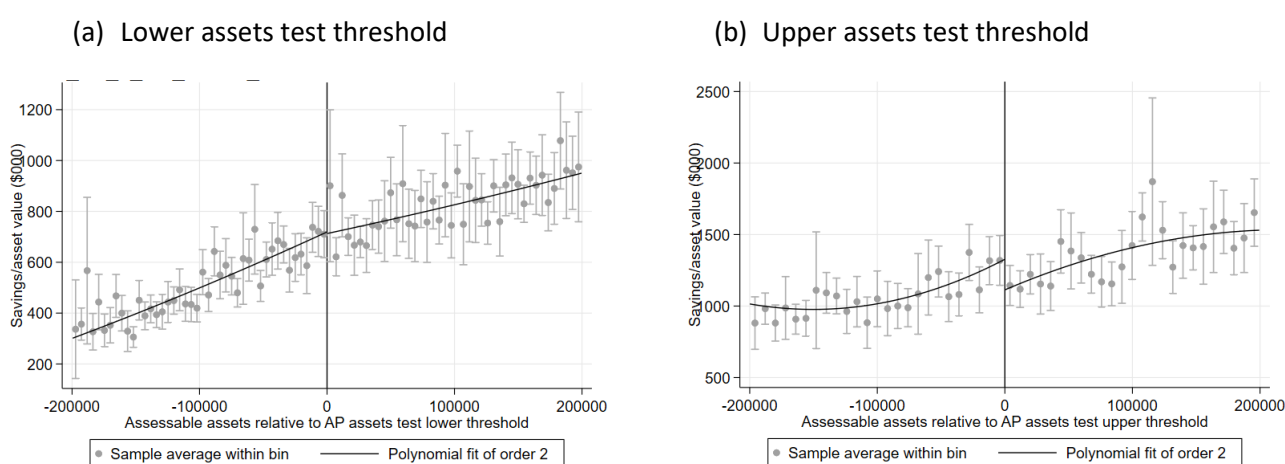 (a) Lower assets test threshold
Savings/asset value ($000)
1200
1000
800
600
400
200
-200000 -100000 0 100000 200000
Assessable assets relative to AP assets test lower threshold
Sample average within bin Polynomial fit of order 2
(b) Upper assets test threshold
Savings/asset value ($000)
2500
2000
1500
1000
500
-200000 -100000 0 100000 200000
Assessable assets relative to AP assets test upper threshold
Sample average within bin Polynomial fit of order 2